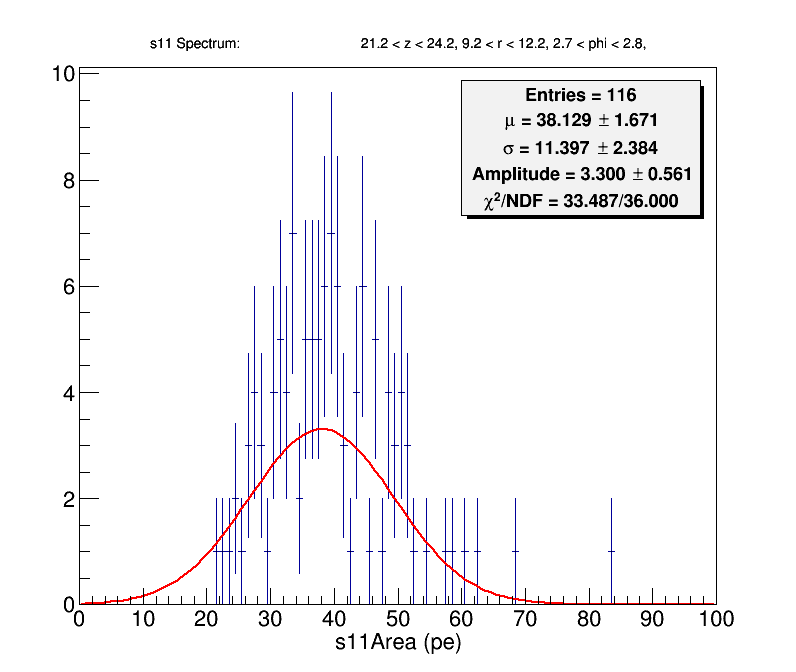 s11 Spectrum: 21.2 < z < 24.2, 9.2 < r < 12.2, 2.7 < phi < 2.8,
Entries = 116
μ = 38.129 ± 1.671
σ = 11.397 ± 2.384
Amplitude = 3.300 ± 0.561
χ²/NDF = 33.487/36.000
10
8
6
4
2
0
0 10 20 30 40 50 60 70 80 90 100
s11Area (pe)